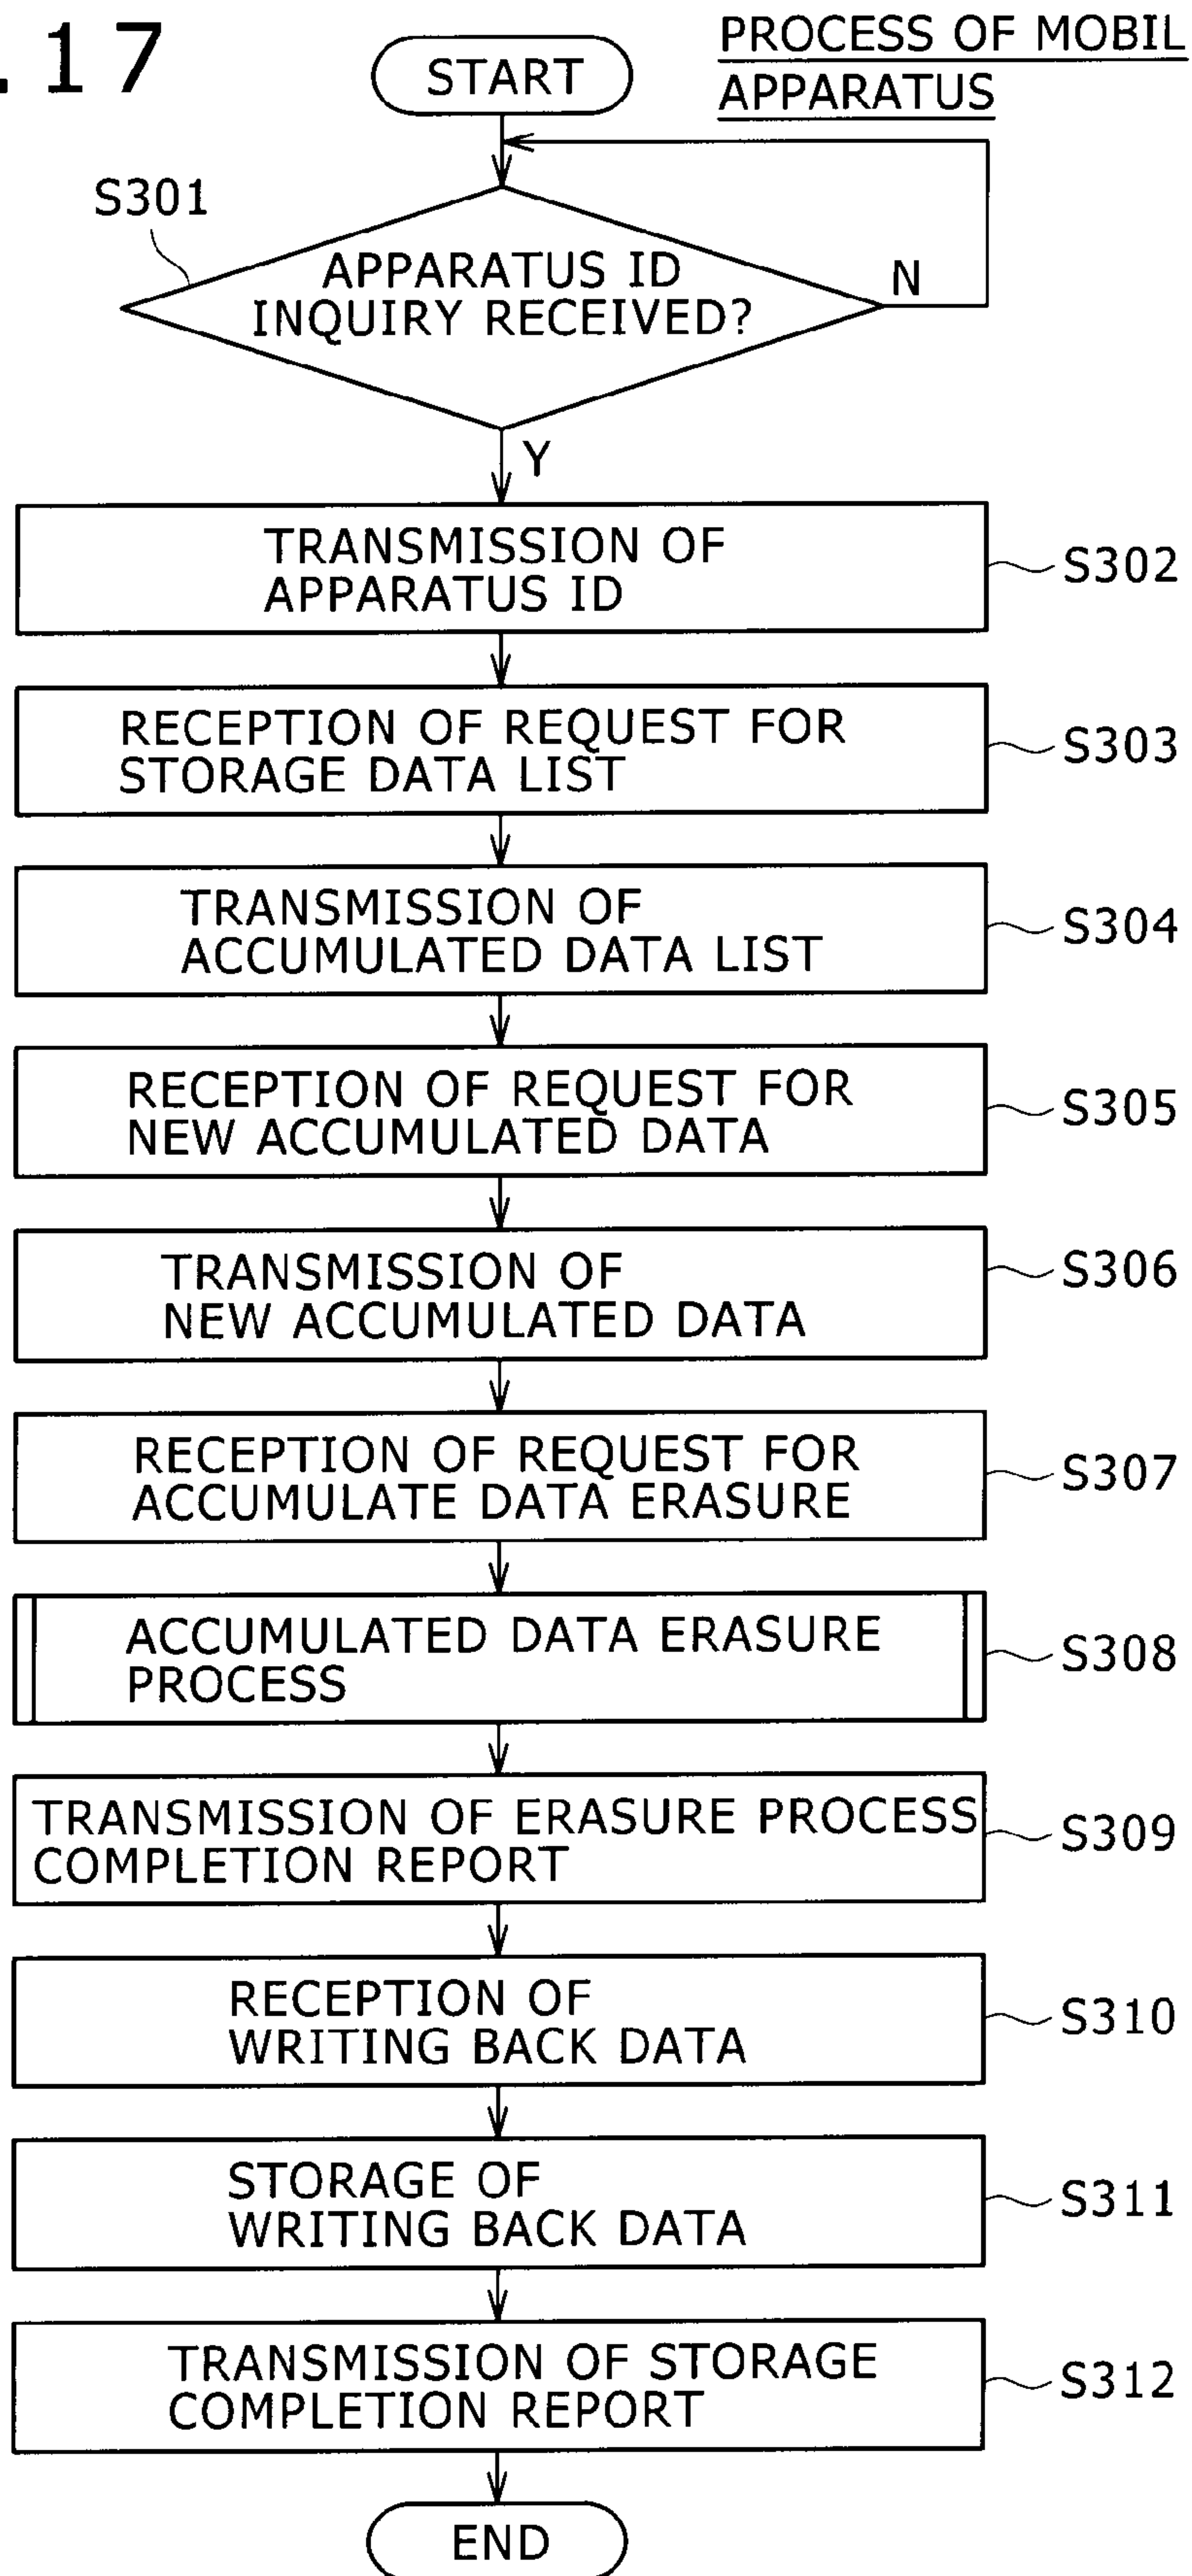 .17
PROCESS OF MOBIL
APPARATUS
START
S301
APPARATUS ID
INQUIRY RECEIVED?
N
Y
TRANSMISSION OF
APPARATUS ID
S302
RECEPTION OF REQUEST FOR
STORAGE DATA LIST
S303
TRANSMISSION OF
ACCUMULATED DATA LIST
S304
RECEPTION OF REQUEST FOR
NEW ACCUMULATED DATA
S305
TRANSMISSION OF
NEW ACCUMULATED DATA
S306
RECEPTION OF REQUEST FOR
ACCUMULATE DATA ERASURE
S307
ACCUMULATED DATA ERASURE
PROCESS
S308
TRANSMISSION OF ERASURE PROCESS
COMPLETION REPORT
S309
RECEPTION OF
WRITING BACK DATA
S310
STORAGE OF
WRITING BACK DATA
S311
TRANSMISSION OF STORAGE
COMPLETION REPORT
S312
END